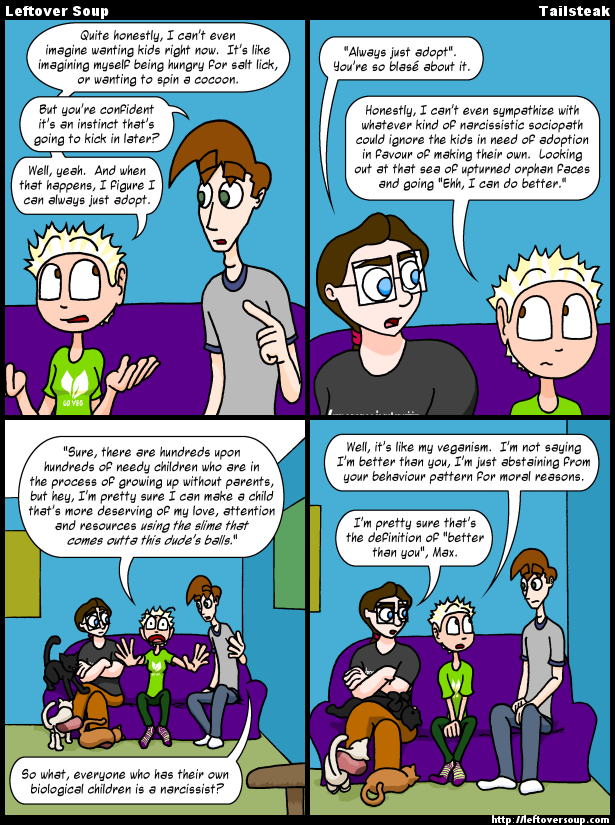 Leftover Soup
Tailsteak
Quite honestly, I can't even
imagine wanting kids right now. It's like
imagining myself being hungry for salt lick,
or wanting to spin a cocoon.
But you're confident
it's an instinct that's
going to kick in later?
Well, yeah. And when
that happens, I figure I
can always just adopt.
GO VEG
"Always just adopt".
You're so blasé about it.
Honestly, I can't even sympathize with
whatever kind of narcissistic sociopath
could ignore the kids in need of adoption
in favour of making their own. Looking
out at that sea of upturned orphan faces
and going "Ehh, I can do better."
"Sure, there are hundreds upon
hundreds of needy children who are in
the process of growing up without parents,
but hey, I'm pretty sure I can make a child
that's more deserving of my love, attention
and resources using the slime that
comes outta this dude's balls."
So what, everyone who has their own
biological children is a narcissist?
Well, it's like my veganism. I'm not saying
I'm better than you, I'm just abstaining from
your behaviour pattern for moral reasons.
I'm pretty sure that's
the definition of "better
than you", Max.
http://leftoversoup.com